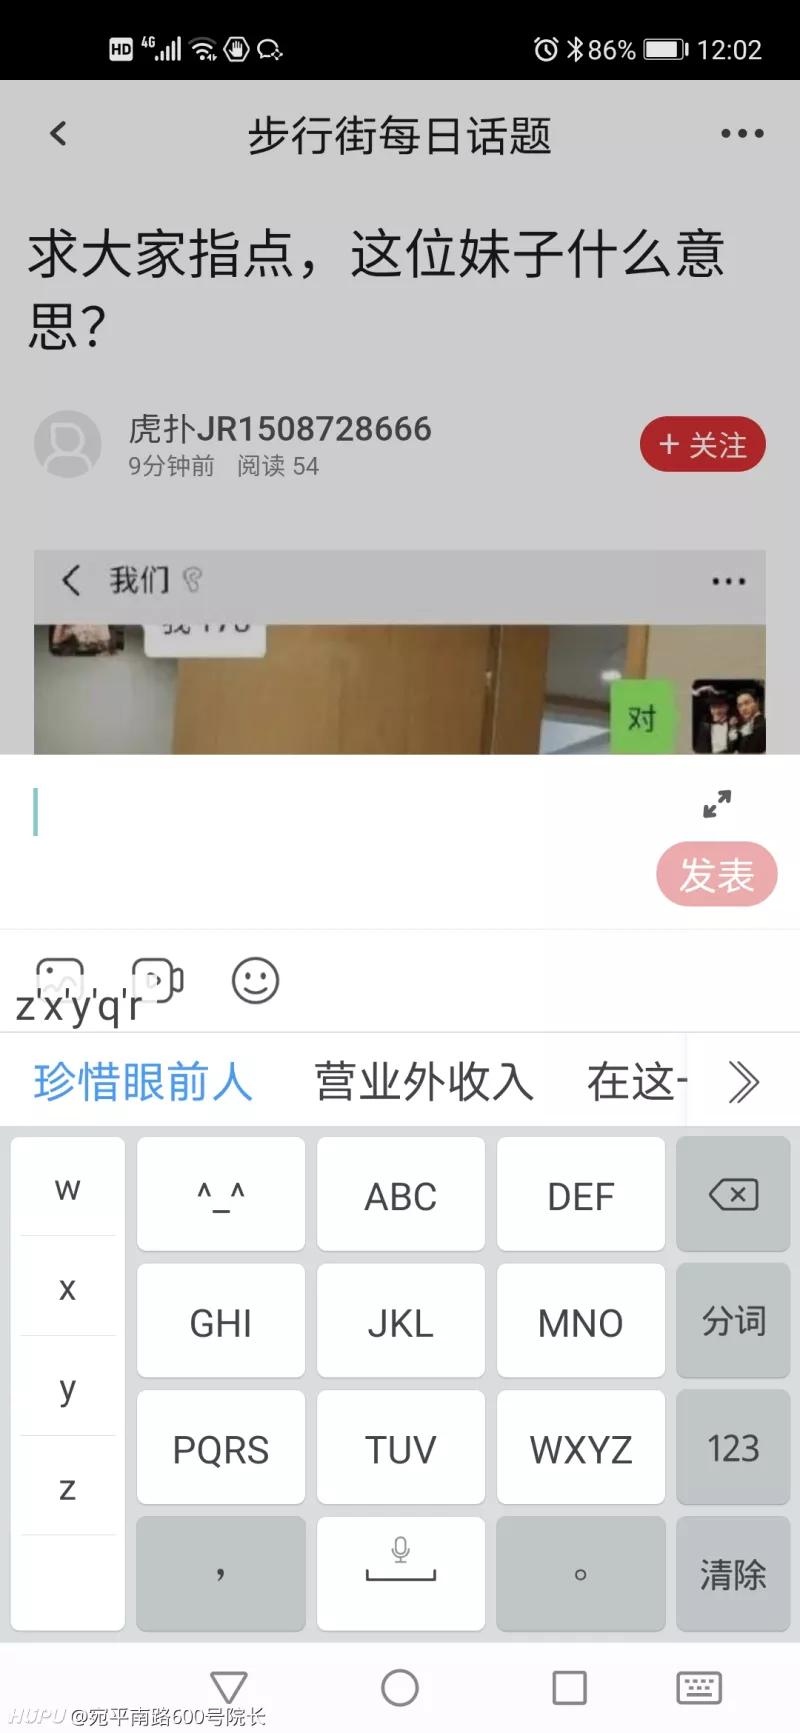 HD 4G 86% 12:02
步行街每日话题
求大家指点，这位妹子什么意
思？
虎扑JR1508728666
9分钟前 阅读 54
+ 关注
我们
对
发表
z'x'y'q'r
珍惜眼前人 营业外收入 在这一
w ^_^ ABC DEF
x GHI JKL MNO 分词
y PQRS TUV WXYZ 123
z ， 。 清除
HUPU @宛平南路600号院长